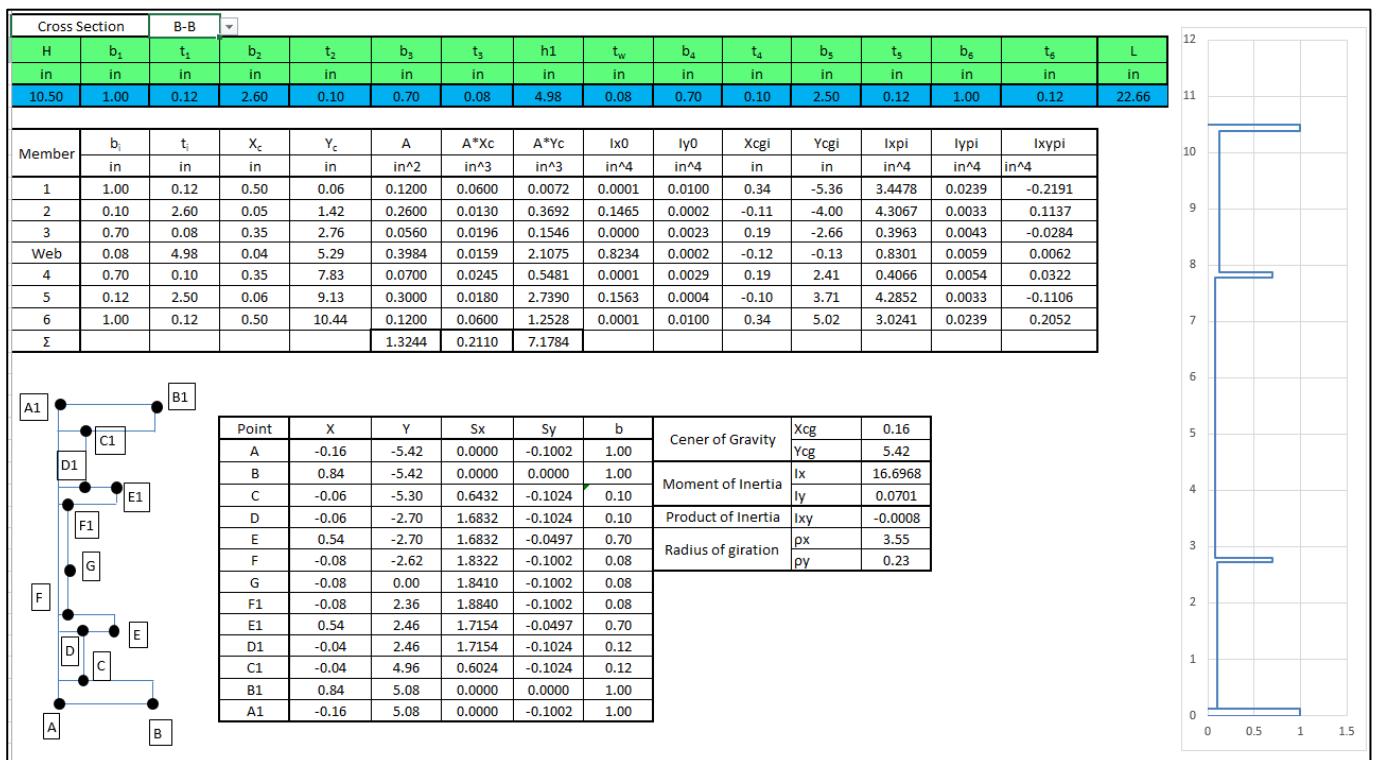 Cross Section B-B
H b1 t1 b2 t2 b3 t3 h1 tw b4 t4 b5 t5 b6 t6 L
in in in in in in in in in in in in in in in in
10.50 1.00 0.12 2.60 0.10 0.70 0.08 4.98 0.08 0.70 0.10 2.50 0.12 1.00 0.12 22.66
Member bi ti Xc Yc A A*Xc A*Yc Ix0 Iy0 Xcgi Ycgi Ixpi Iypi Ixypi
in in in in in^2 in^3 in^3 in^4 in^4 in in in^4 in^4 in^4
1 1.00 0.12 0.50 0.06 0.1200 0.0600 0.0072 0.0001 0.0100 0.34 -5.36 3.4478 0.0239 -0.2191
2 0.10 2.60 0.05 1.42 0.2600 0.0130 0.3692 0.1465 0.0002 -0.11 -4.00 4.3067 0.0033 0.1137
3 0.70 0.08 0.35 2.76 0.0560 0.0196 0.1546 0.0000 0.0023 0.19 -2.66 0.3963 0.0043 -0.0284
Web 0.08 4.98 0.04 5.29 0.3984 0.0159 2.1075 0.8234 0.0002 -0.12 -0.13 0.8301 0.0059 0.0062
4 0.70 0.10 0.35 7.83 0.0700 0.0245 0.5481 0.0001 0.0029 0.19 2.41 0.4066 0.0054 0.0322
5 0.12 2.50 0.06 9.13 0.3000 0.0180 2.7390 0.1563 0.0004 -0.10 3.71 4.2852 0.0033 -0.1106
6 1.00 0.12 0.50 10.44 0.1200 0.0600 1.2528 0.0001 0.0100 0.34 5.02 3.0241 0.0239 0.2052
Σ 1.3244 0.2110 7.1784
A1
B1
C1
D1
E1
F1
G
F
E
D
C
A
B
Point X Y Sx Sy b
A -0.16 -5.42 0.0000 -0.1002 1.00
B 0.84 -5.42 0.0000 0.0000 1.00
C -0.06 -5.30 0.6432 -0.1024 0.10
D -0.06 -2.70 1.6832 -0.1024 0.10
E 0.54 -2.70 1.6832 -0.0497 0.70
F -0.08 -2.62 1.8322 -0.1002 0.08
G -0.08 0.00 1.8410 -0.1002 0.08
F1 -0.08 2.36 1.8840 -0.1002 0.08
E1 0.54 2.46 1.7154 -0.0497 0.70
D1 -0.04 2.46 1.7154 -0.1024 0.12
C1 -0.04 4.96 0.6024 -0.1024 0.12
B1 0.84 5.08 0.0000 0.0000 1.00
A1 -0.16 5.08 0.0000 -0.1002 1.00
Cener of Gravity
Xcg 0.16
Ycg 5.42
Moment of Inertia
Ix 16.6968
Iy 0.0701
Product of Inertia Ixy -0.0008
Radius of giration
ρx 3.55
ρy 0.23
12
11
10
9
8
7
6
5
4
3
2
1
0
0 0.5 1 1.5